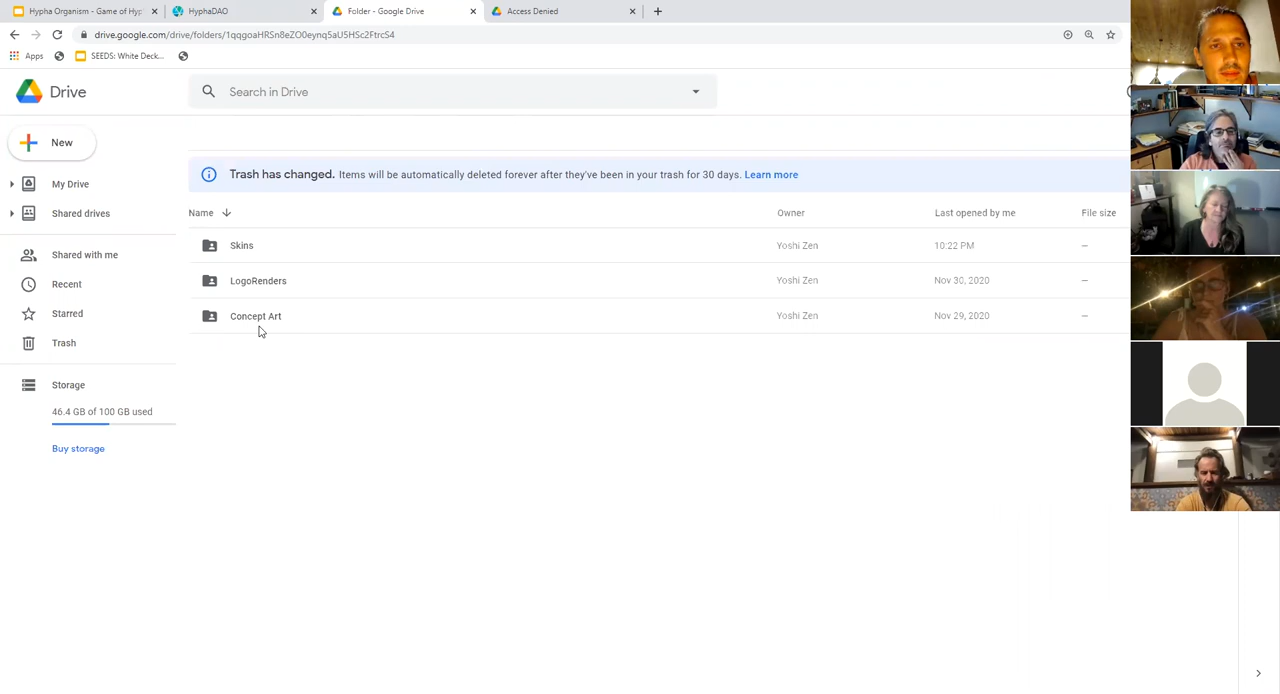 Hypha Organism - Game of Hyp
HyphaDAO
Folder - Google Drive
Access Denied
drive.google.com/drive/folders/1qqgoaHRSn8eZO0eynq5aU5HSc2FtrcS4
Apps
SEEDS: White Deck...
Drive
Search in Drive
New
Trash has changed. Items will be automatically deleted forever after they've been in your trash for 30 days. Learn more
My Drive
Shared drives
Name Owner Last opened by me File size
Skins Yoshi Zen 10:22 PM –
Shared with me
LogoRenders Yoshi Zen Nov 30, 2020 –
Recent
Concept Art Yoshi Zen Nov 29, 2020 –
Starred
Trash
Storage
46.4 GB of 100 GB used
Buy storage